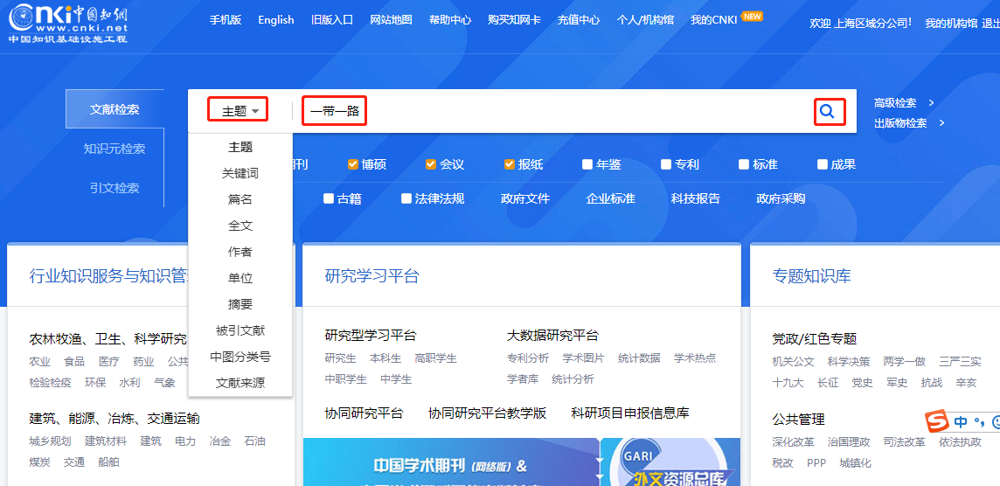 Cnki中国知网
www.cnki.net
中国知识基础设施工程
手机版 English 旧版入口 网站地图 帮助中心 购买知网卡 充值中心 个人/机构馆 我的CNKI NEW
欢迎 上海区域分公司! 我的机构馆 退出
文献检索
知识元检索
引文检索
主题 一带一路
高级检索 >
出版物检索 >
主题
关键词
篇名
全文
作者
单位
摘要
被引文献
中图分类号
文献来源
刊 博硕 会议 报纸 年鉴 专利 标准 成果
古籍 法律法规 政府文件 企业标准 科技报告 政府采购
行业知识服务与知识管
农林牧渔、卫生、科学研究
农业 食品 医疗 药业 公共
检验检疫 环保 水利 气象
建筑、能源、冶炼、交通运输
城乡规划 建筑材料 建筑 电力 冶金 石油
煤炭 交通 船舶
研究学习平台
研究型学习平台
研究生 本科生 高职学生
中职学生 中学生
大数据研究平台
专利分析 学术图片 统计数据 学术热点
学者库 统计分析
协同研究平台 协同研究平台教学版 科研项目申报信息库
中国学术期刊 (网络版) &
GARI
外文资源总库
专题知识库
党政/红色专题
机关公文 科学决策 两学一做 三严三实
十九大 长征 党史 军史 抗战 辛亥
公共管理
深化改革 治国理政 司法改革 依法执政
税改 PPP 城镇化
S 中 °,